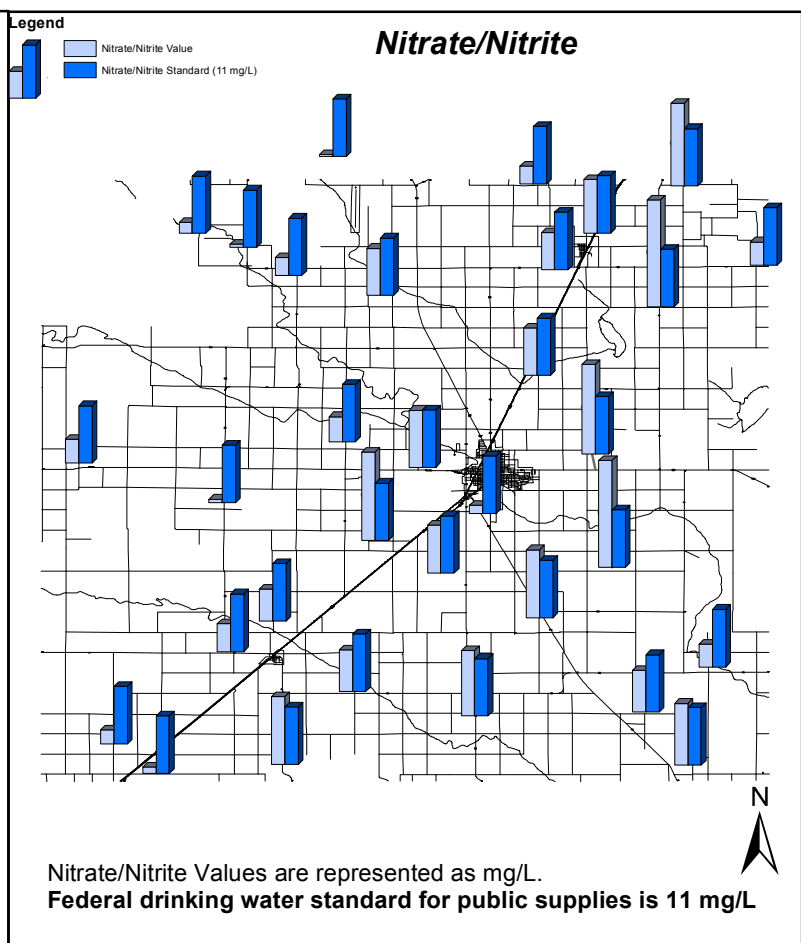 Legend
Nitrate/Nitrite
Nitrate/Nitrite Value
Nitrate/Nitrite Standard (11 mg/L)
N
Nitrate/Nitrite Values are represented as mg/L.
Federal drinking water standard for public supplies is 11 mg/L